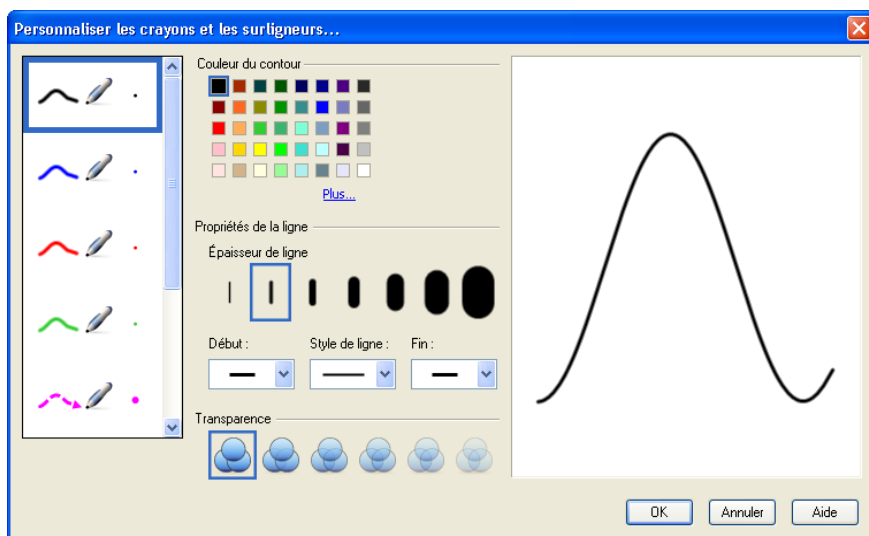 Personnaliser les crayons et les surligneurs...
Couleur du contour
Plus...
Propriétés de la ligne
Épaisseur de ligne
Début :
Style de ligne :
Fin :
Transparence
OK
Annuler
Aide